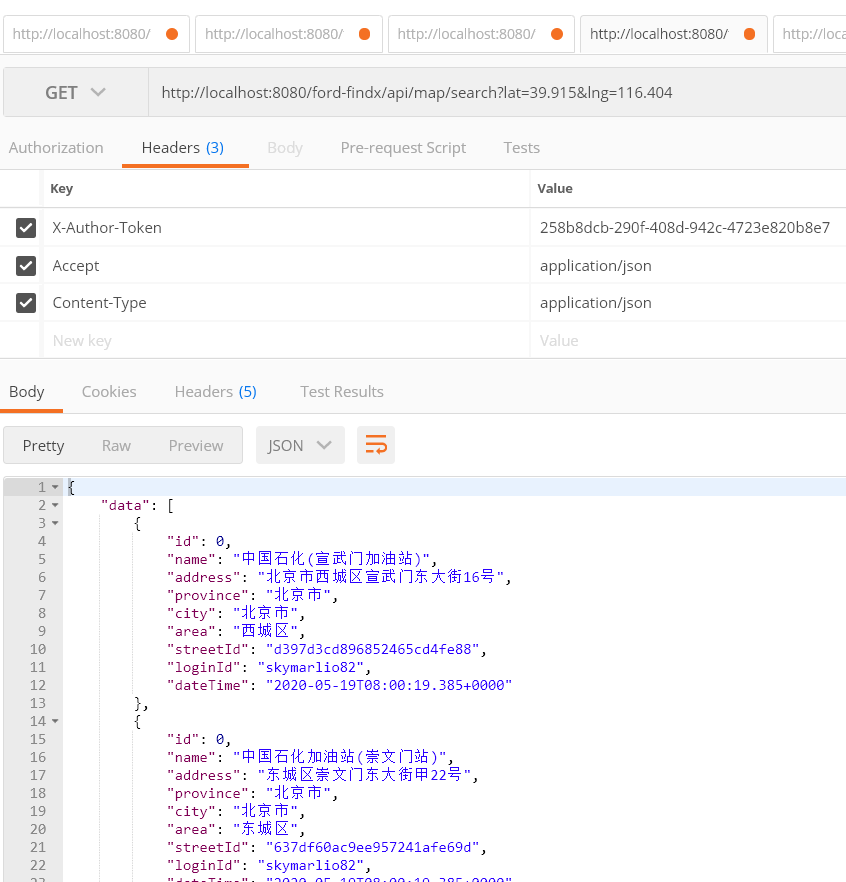 http://localhost:8080/ http://localhost:8080/ http://localhost:8080/ http://localhost:8080/ http://loca
GET http://localhost:8080/ford-findx/api/map/search?lat=39.915&lng=116.404
Authorization Headers (3) Body Pre-request Script Tests
Key Value
X-Author-Token 258b8dcb-290f-408d-942c-4723e820b8e7
Accept application/json
Content-Type application/json
New key Value
Body Cookies Headers (5) Test Results
Pretty Raw Preview JSON
1 {
2 "data": [
3 {
4 "id": 0,
5 "name": "中国石化(宣武门加油站)",
6 "address": "北京市西城区宣武门东大街16号",
7 "province": "北京市",
8 "city": "北京市",
9 "area": "西城区",
10 "streetId": "d397d3cd896852465cd4fe88",
11 "loginId": "skymarlio82",
12 "dateTime": "2020-05-19T08:00:19.385+0000"
13 },
14 {
15 "id": 0,
16 "name": "中国石化加油站(崇文门站)",
17 "address": "东城区崇文门东大街甲22号",
18 "province": "北京市",
19 "city": "北京市",
20 "area": "东城区",
21 "streetId": "637df60ac9ee957241afe69d",
22 "loginId": "skymarlio82",
23 "dateTime": "2020-05-19T08:00:19.385+0000"